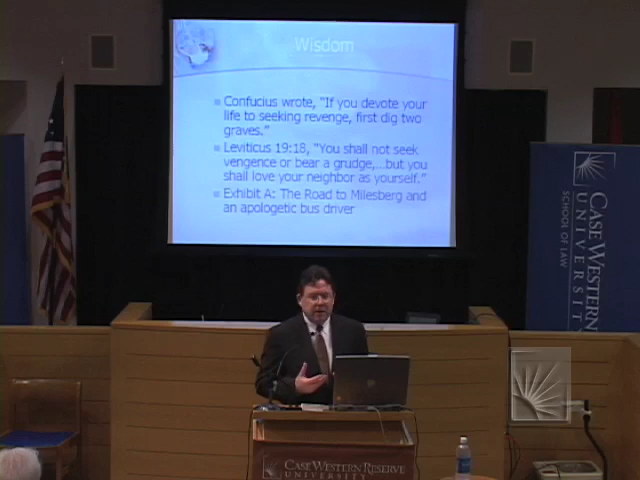 Wisdom
Confucius wrote, “If you devote your
life to seeking revenge, first dig two
graves.”
Leviticus 19:18, “You shall not seek
vengence or bear a grudge,...but you
shall love your neighbor as yourself.”
Exhibit A: The Road to Milesberg and
an apologetic bus driver
CASE WESTERN
UNIVERSITY
SCHOOL OF LAW
CASE WESTERN RESERVE
UNIVERSITY